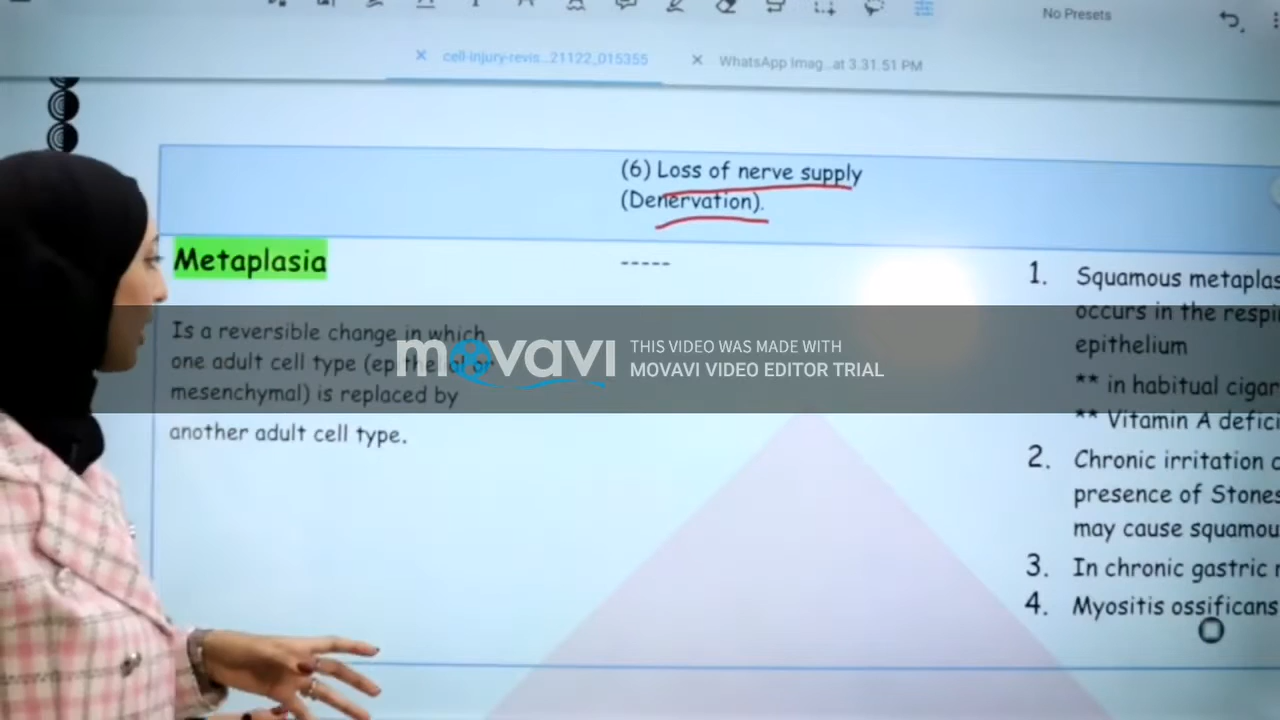 No Presets
cell-injury-revis...21122_015355
WhatsApp Imag...at 3.31.51 PM
(6) Loss of nerve supply
(Denervation).
Metaplasia
-----
Is a reversible change in which
one adult cell type (epithelial or
mesenchymal) is replaced by
another adult cell type.
movavi
THIS VIDEO WAS MADE WITH
MOVAVI VIDEO EDITOR TRIAL
1. Squamous metaplas
occurs in the respi
epithelium
** in habitual cigar
** Vitamin A defici
2. Chronic irritation
presence of Stones
may cause squamou
3. In chronic gastric
4. Myositis ossificans